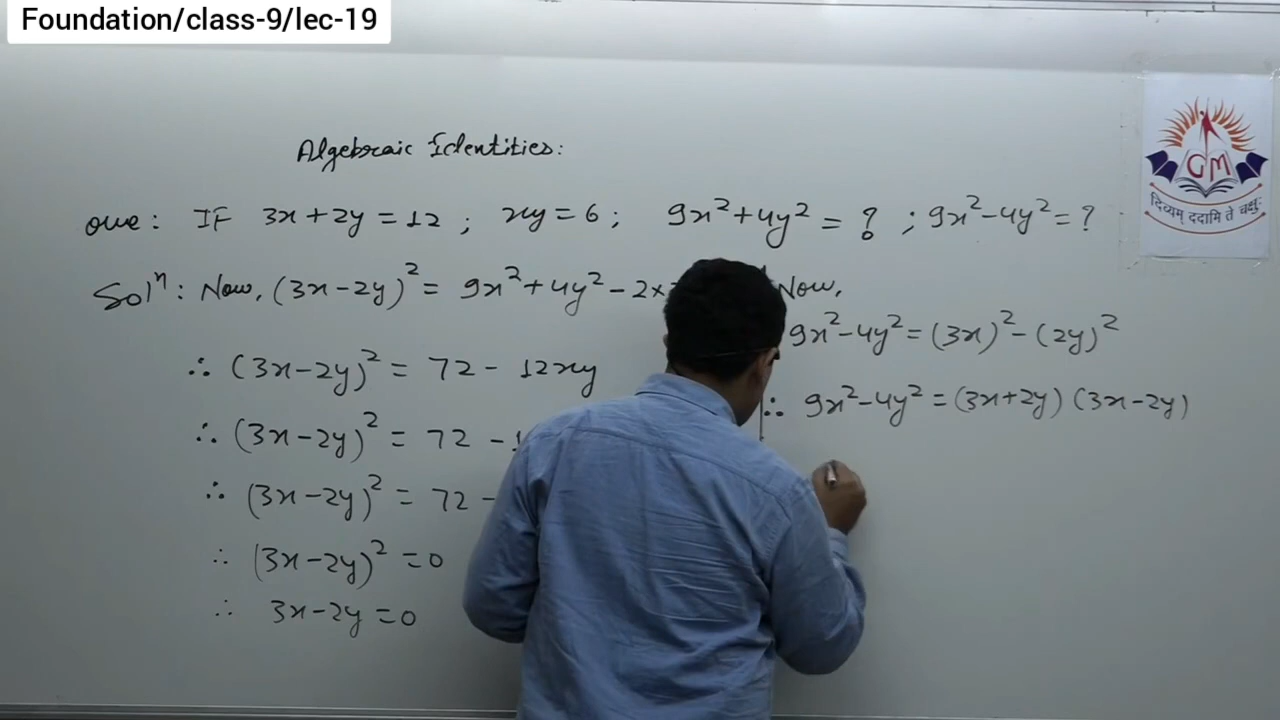 Foundation/class-9/lec-19
Algebraic Identities:
Que: IF 3x+2y=12; xy=6; 9x²+4y²=?; 9x²-4y²=?
Solⁿ: Now, (3x-2y)² = 9x²+4y²-2×
∴ (3x-2y)² = 72 - 12xy
∴ (3x-2y)² = 72 -
∴ (3x-2y)² = 72 -
∴ (3x-2y)² = 0
∴ 3x-2y = 0
Now,
9x²-4y² = (3x)²-(2y)²
∴ 9x²-4y² = (3x+2y)(3x-2y)
GM
दिव्यम् ददामि ते चक्षुः